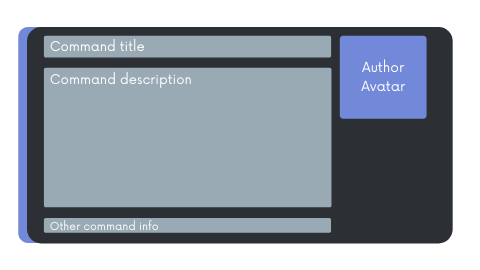 Command title
Command description
Author
Avatar
Other command info